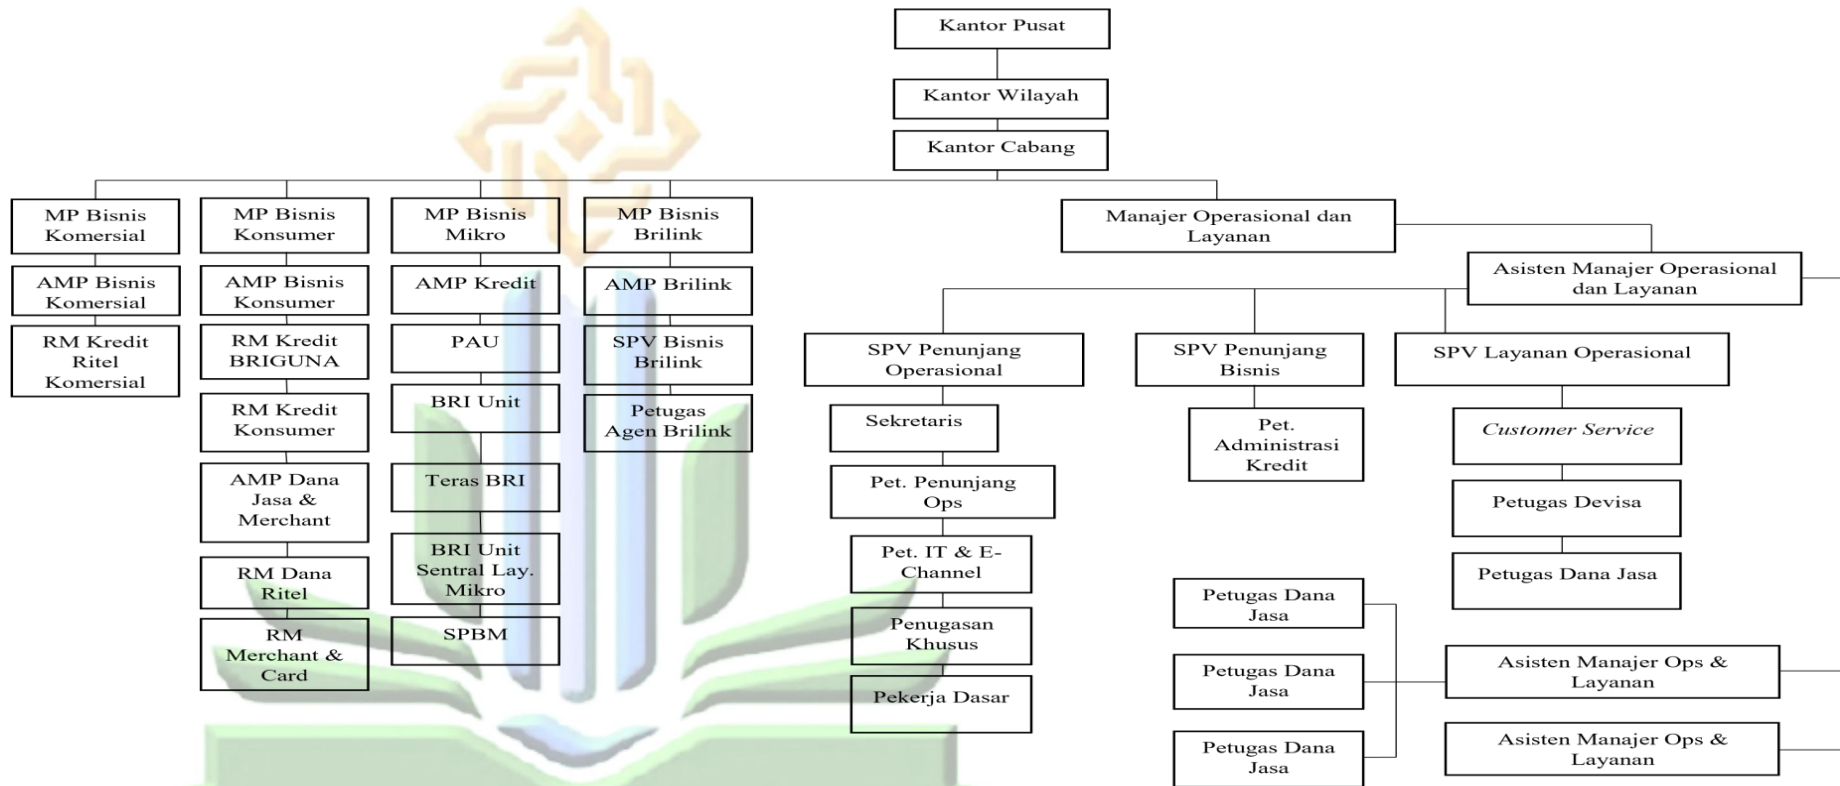 Kantor Pusat
Kantor Wilayah
Kantor Cabang
MP Bisnis
Komersial
AMP Bisnis
Komersial
RM Kredit
Ritel
Komersial
MP Bisnis
Konsumer
AMP Bisnis
Konsumer
RM Kredit
BRIGUNA
RM Kredit
Konsumer
AMP Dana
Jasa &
Merchant
RM Dana
Ritel
RM
Merchant &
Card
MP Bisnis
Mikro
AMP Kredit
PAU
BRI Unit
Teras BRI
BRI Unit
Sentral Lay.
Mikro
SPBM
MP Bisnis
Brilink
AMP Brilink
SPV Bisnis
Brilink
Petugas
Agen Brilink
Manajer Operasional dan
Layanan
Asisten Manajer Operasional
dan Layanan
SPV Penunjang
Operasional
Sekretaris
Pet. Penunjang
Ops
Pet. IT & E-
Channel
Penugasan
Khusus
Pekerja Dasar
SPV Penunjang
Bisnis
Pet.
Administrasi
Kredit
SPV Layanan Operasional
Customer Service
Petugas Devisa
Petugas Dana Jasa
Petugas Dana
Jasa
Petugas Dana
Jasa
Petugas Dana
Jasa
Asisten Manajer Ops &
Layanan
Asisten Manajer Ops &
Layanan